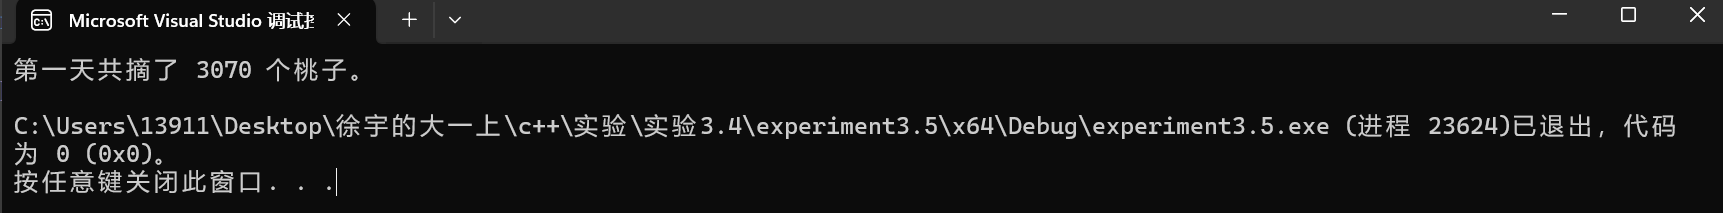 Microsoft Visual Studio 调试
第一天共摘了 3070 个桃子。
C:\Users\13911\Desktop\徐宇的大一上\c++\实验\实验3.4\experiment3.5\x64\Debug\experiment3.5.exe (进程 23624)已退出，代码
为 0 (0x0)。
按任意键关闭此窗口. . .